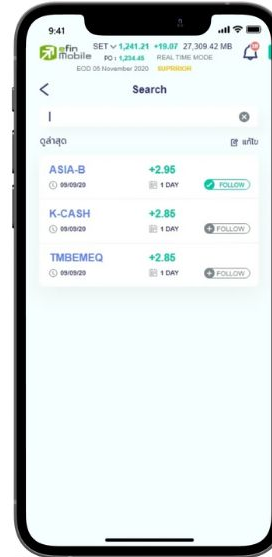 9:41
efin Mobile SET 1,241.21 +19.07 27,309.42 MB
PO : 1,234.45 REAL TIME MODE
EOD 05 November 2020 SUPERIOR
Search
ดูล่าสุด แก้ไข
ASIA-B +2.95
09/09/20 1 DAY FOLLOW
K-CASH +2.85
09/09/20 1 DAY FOLLOW
TMBEMEQ +2.85
09/09/20 1 DAY FOLLOW